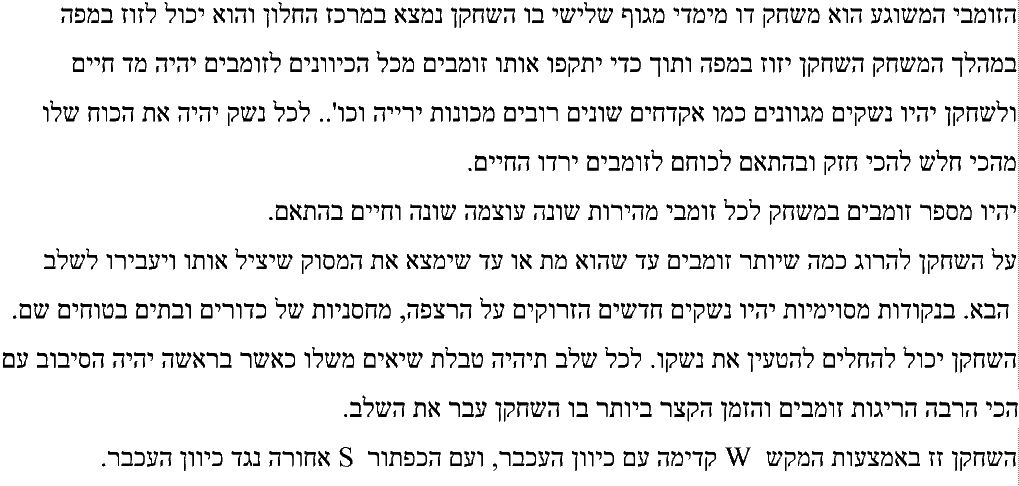 הזומבי המשוגע הוא משחק דו מימדי מגוף שלישי בו השחקן נמצא במרכז החלון והוא יכול לזוז במפה
במהלך המשחק השחקן יזוז במפה ותוך כדי יתקפו אותו זומבים מכל הכיוונים לזומבים יהיה מד חיים
ולשחקן יהיו נשקים מגוונים כמו אקדחים שונים רובים מכונות ירייה וכו'.. לכל נשק יהיה את הכוח שלו
מהכי חלש להכי חזק ובהתאם לכוחם לזומבים ירדו החיים.
יהיו מספר זומבים במשחק לכל זומבי מהירות שונה עוצמה שונה וחיים בהתאם.
על השחקן להרוג כמה שיותר זומבים עד שהוא מת או עד שימצא את המסוק שיציל אותו ויעבירו לשלב
הבא. בנקודות מסוימיות יהיו נשקים חדשים הזרוקים על הרצפה, מחסניות של כדורים ובתים בטוחים שם.
השחקן יכול להחלים להטעין את נשקו. לכל שלב תיהיה טבלת שיאים משלו כאשר בראשה יהיה הסיבוב עם
הכי הרבה הריגות זומבים והזמן הקצר ביותר בו השחקן עבר את השלב.
השחקן זז באמצעות המקש W קדימה עם כיוון העכבר, ועם הכפתור S אחורה נגד כיוון העכבר.